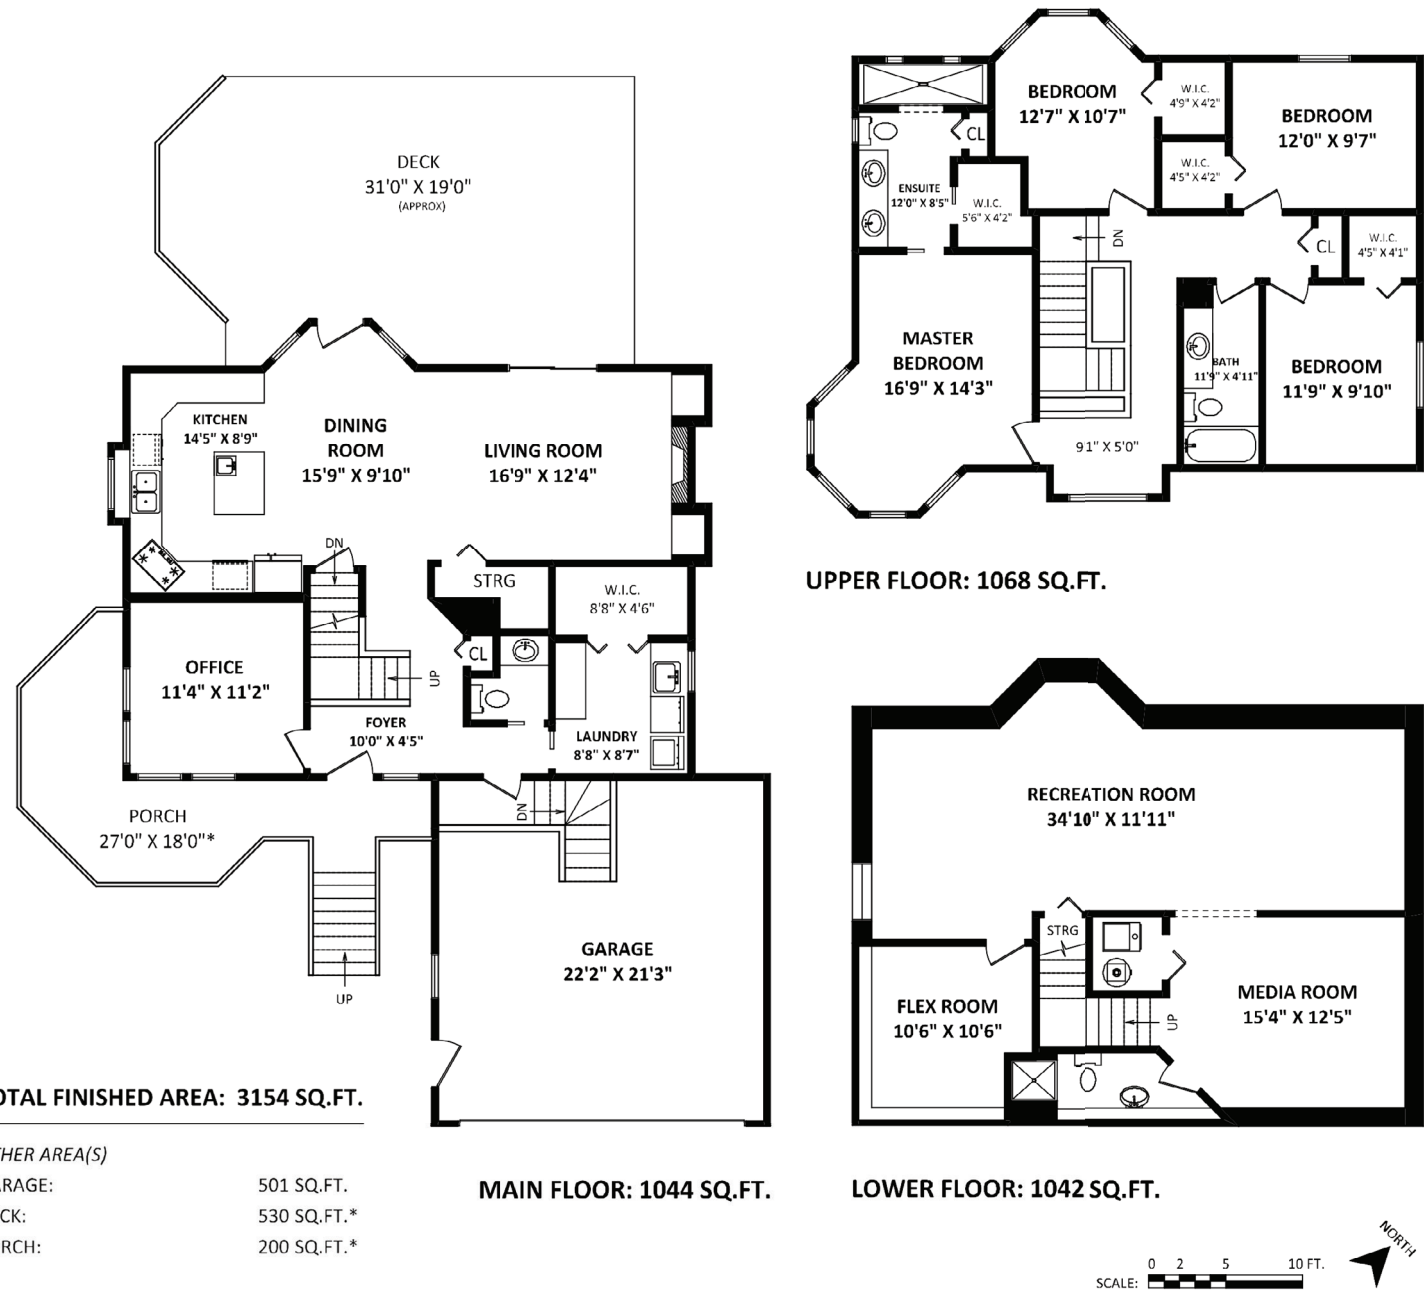 DECK
31'0" X 19'0"
(APPROX)
KITCHEN
14'5" X 8'9"
DINING
ROOM
15'9" X 9'10"
LIVING ROOM
16'9" X 12'4"
DN
STRG
W.I.C.
8'8" X 4'6"
OFFICE
11'4" X 11'2"
UP
CL
FOYER
10'0" X 4'5"
LAUNDRY
8'8" X 8'7"
PORCH
27'0" X 18'0"*
DN
UP
GARAGE
22'2" X 21'3"
OTAL FINISHED AREA: 3154 SQ.FT.
HER AREA(S)
RAGE: 501 SQ.FT.
CK: 530 SQ.FT.*
RCH: 200 SQ.FT.*
MAIN FLOOR: 1044 SQ.FT.
BEDROOM
12'7" X 10'7"
W.I.C.
4'9" X 4'2"
BEDROOM
12'0" X 9'7"
CL
W.I.C.
4'5" X 4'2"
ENSUITE
12'0" X 8'5"
W.I.C.
5'6" X 4'2"
DN
CL
W.I.C.
4'5" X 4'1"
MASTER
BEDROOM
16'9" X 14'3"
BATH
11'9" X 4'11"
BEDROOM
11'9" X 9'10"
9 1" X 5'0"
UPPER FLOOR: 1068 SQ.FT.
RECREATION ROOM
34'10" X 11'11"
STRG
FLEX ROOM
10'6" X 10'6"
UP
MEDIA ROOM
15'4" X 12'5"
LOWER FLOOR: 1042 SQ.FT.
NORTH
SCALE: 0 2 5 10 FT.